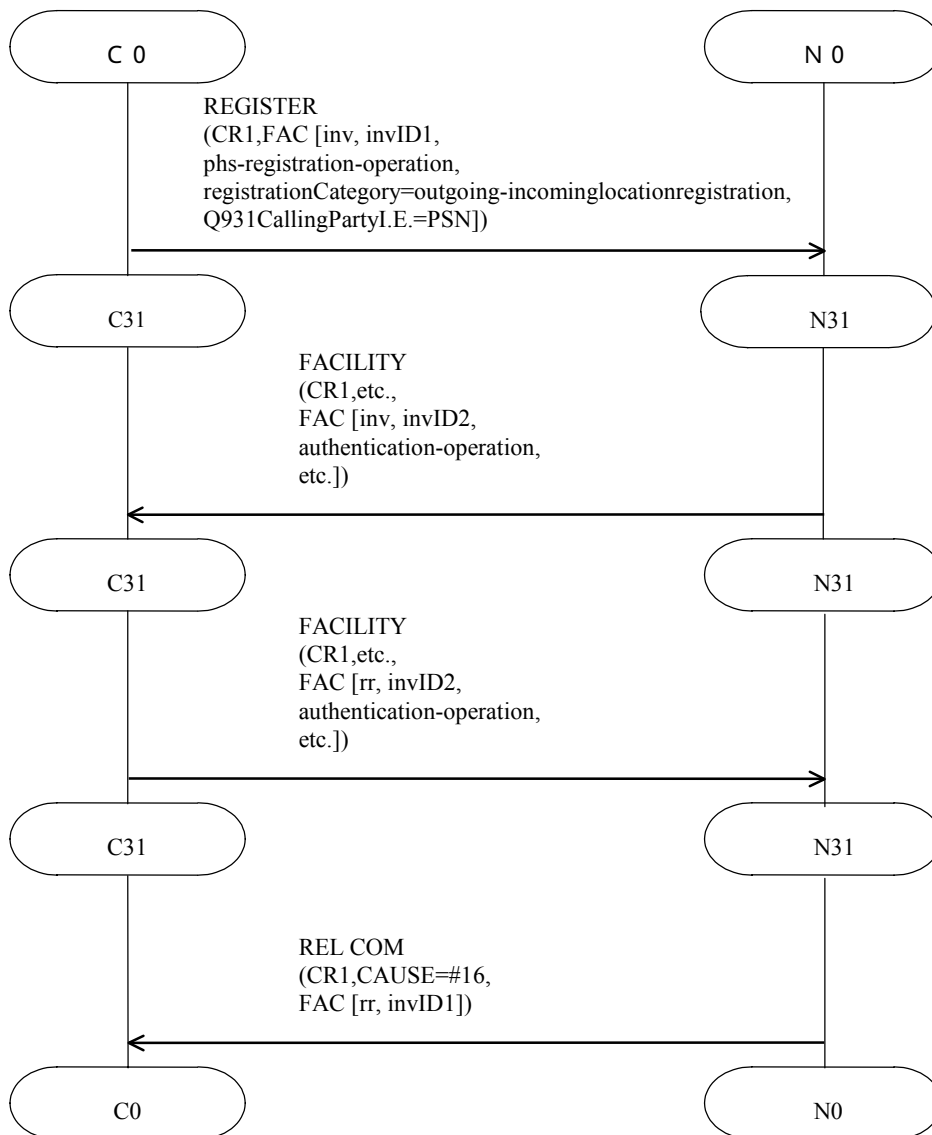 C 0
N 0
REGISTER
(CR1,FAC [inv, invID1,
phs-registration-operation,
registrationCategory=outgoing-incominglocationregistration,
Q931CallingPartyI.E.=PSN])
C31
N31
FACILITY
(CR1,etc.,
FAC [inv, invID2,
authentication-operation,
etc.])
C31
N31
FACILITY
(CR1,etc.,
FAC [rr, invID2,
authentication-operation,
etc.])
C31
N31
REL COM
(CR1,CAUSE=#16,
FAC [rr, invID1])
C0
N0